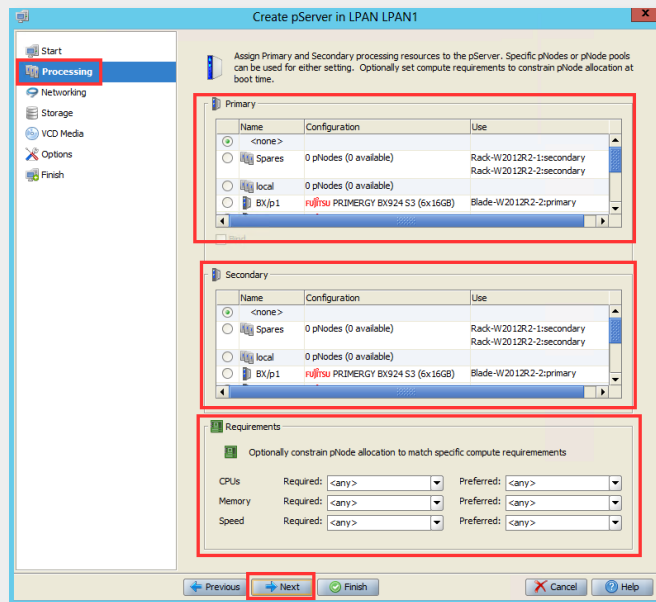 Create pServer in LPAN LPAN1
x
Start
Processing
Networking
Storage
VCD Media
Options
Finish
Assign Primary and Secondary processing resources to the pServer. Specific pNodes or pNode pools
can be used for either setting. Optionally set compute requirements to constrain pNode allocation at
boot time.
Primary
Name Configuration Use
<none>
Spares 0 pNodes (0 available) Rack-W2012R2-1:secondary
Rack-W2012R2-2:secondary
local 0 pNodes (0 available)
BX/p1 FUJITSU PRIMERGY BX924 S3 (6x16GB) Blade-W2012R2-2:primary
Secondary
Name Configuration Use
<none>
Spares 0 pNodes (0 available) Rack-W2012R2-1:secondary
Rack-W2012R2-2:secondary
local 0 pNodes (0 available)
BX/p1 FUJITSU PRIMERGY BX924 S3 (6x16GB) Blade-W2012R2-2:primary
Requirements
Optionally constrain pNode allocation to match specific compute requiremements
CPUs Required: <any> Preferred: <any>
Memory Required: <any> Preferred: <any>
Speed Required: <any> Preferred: <any>
Previous Next Finish Cancel Help